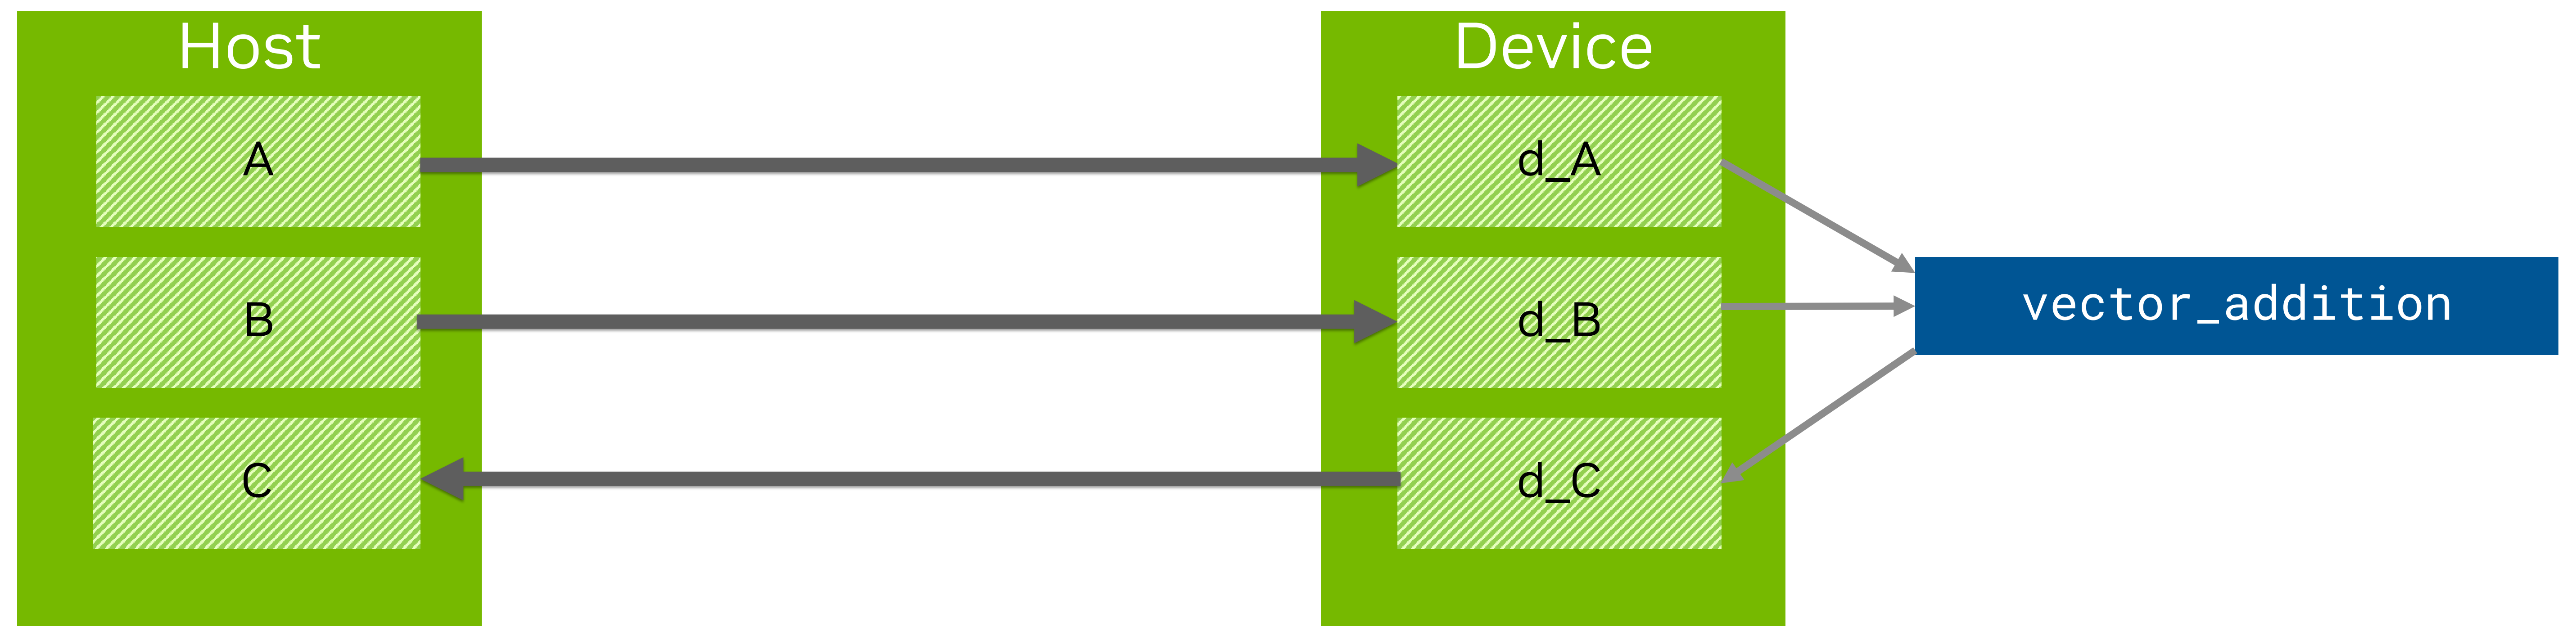 Host
A
B
C
Device
d_A
d_B
d_C
vector_addition